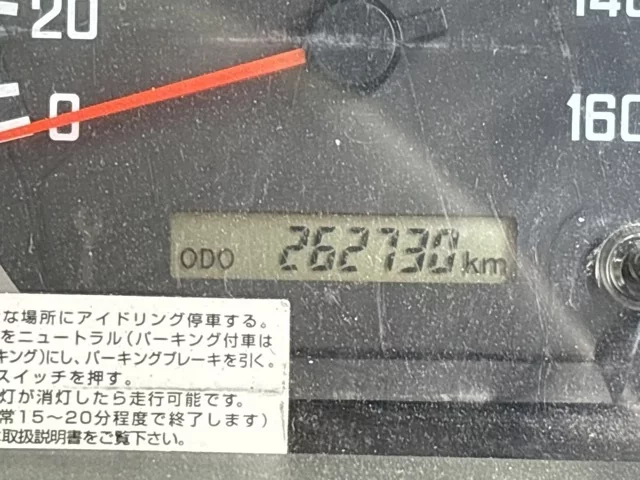 20
140
0
160
ODO 262730 km
な場所にアイドリング停車する。
をニュートラル(パーキング付車は
キング)にし、パーキングブレーキを引く。
スイッチを押す。
灯が消灯したら走行可能です。
常15～20分程度で終了します)
取扱説明書をご覧下さい。